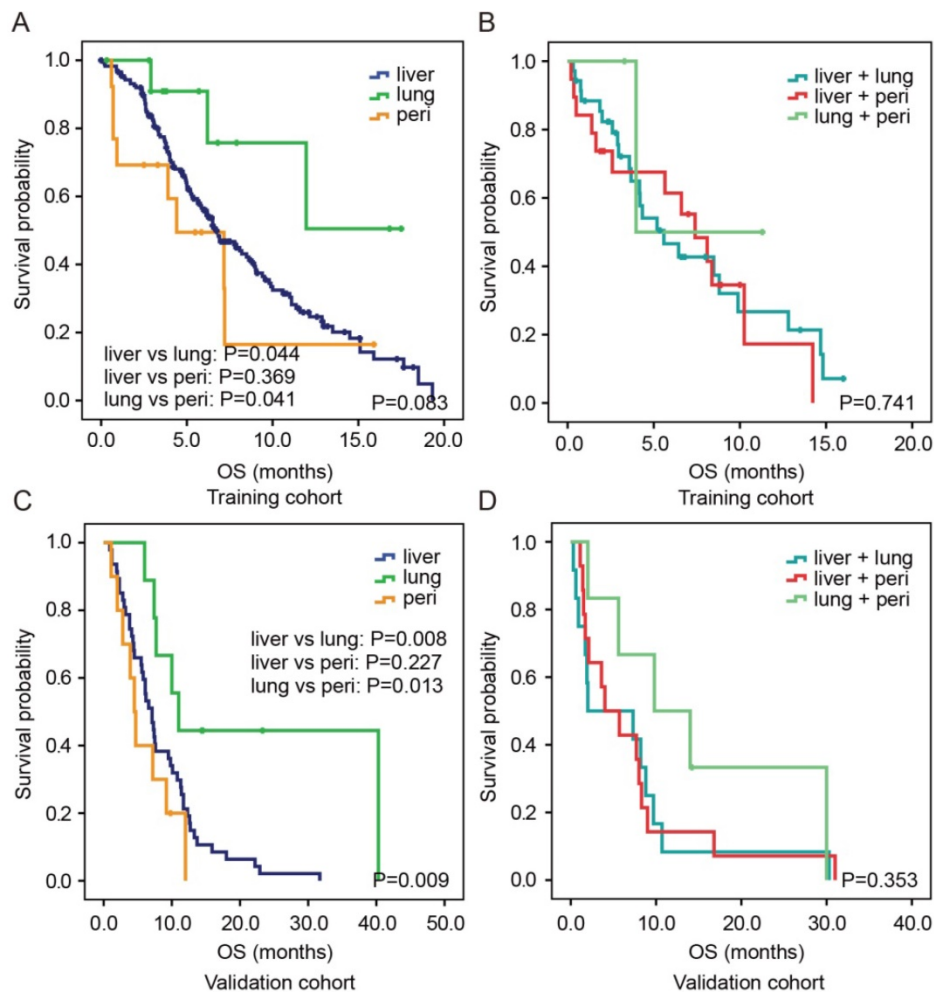 A
Survival probability
1.0
0.8
0.6
0.4
0.2
0.0
liver
lung
peri
liver vs lung: P=0.044
liver vs peri: P=0.369
lung vs peri: P=0.041
P=0.083
0.0 5.0 10.0 15.0 20.0
OS (months)
Training cohort
B
Survival probability
1.0
0.8
0.6
0.4
0.2
0.0
liver + lung
liver + peri
lung + peri
P=0.741
0.0 5.0 10.0 15.0 20.0
OS (months)
Training cohort
C
Survival probability
1.0
0.8
0.6
0.4
0.2
0.0
liver
lung
peri
liver vs lung: P=0.008
liver vs peri: P=0.227
lung vs peri: P=0.013
P=0.009
0.0 10.0 20.0 30.0 40.0 50.0
OS (months)
Validation cohort
D
Survival probability
1.0
0.8
0.6
0.4
0.2
0.0
liver + lung
liver + peri
lung + peri
P=0.353
0.0 10.0 20.0 30.0 40.0
OS (months)
Validation cohort